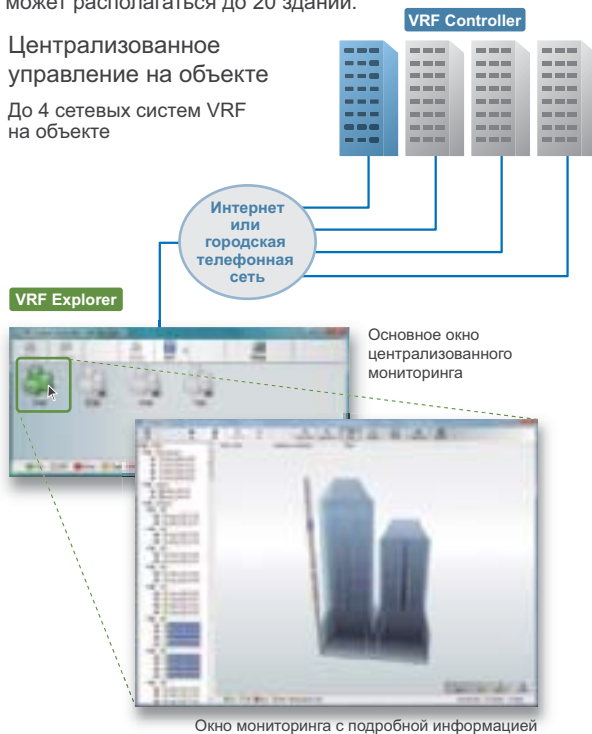 может располагаться до 20 зданий.
VRF Controller
Централизованное
управление на объекте
До 4 сетевых систем VRF
на объекте
Интернет
или
городская
телефонная
сеть
VRF Explorer
Основное окно
централизованного
мониторинга
Окно мониторинга с подробной информацией